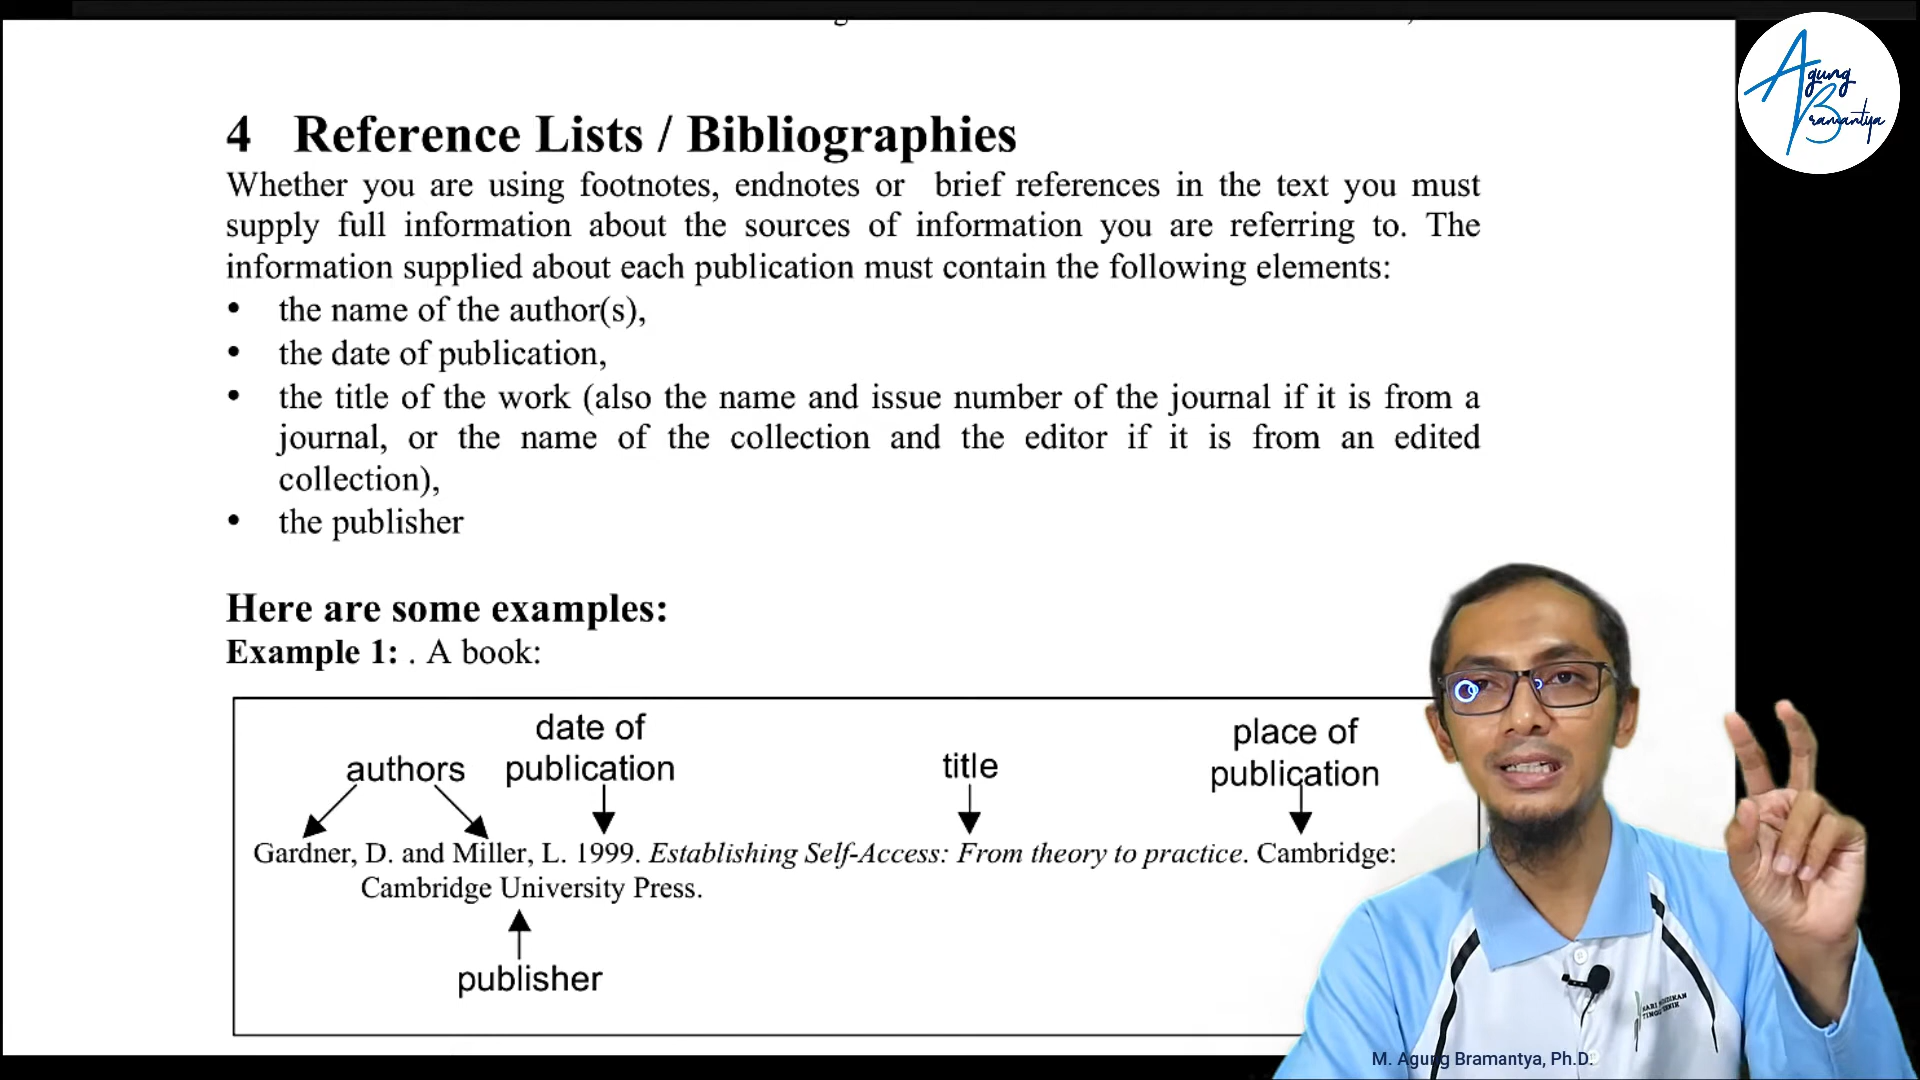 4 Reference Lists / Bibliographies
Whether you are using footnotes, endnotes or brief references in the text you must
supply full information about the sources of information you are referring to. The
information supplied about each publication must contain the following elements:
• the name of the author(s),
• the date of publication,
• the title of the work (also the name and issue number of the journal if it is from a
journal, or the name of the collection and the editor if it is from an edited
collection),
• the publisher
Here are some examples:
Example 1: . A book:
authors
date of
publication
title
place of
publication
Gardner, D. and Miller, L. 1999. Establishing Self-Access: From theory to practice. Cambridge:
Cambridge University Press.
publisher
Agung
Bramantya
M. Agung Bramantya, Ph.D.